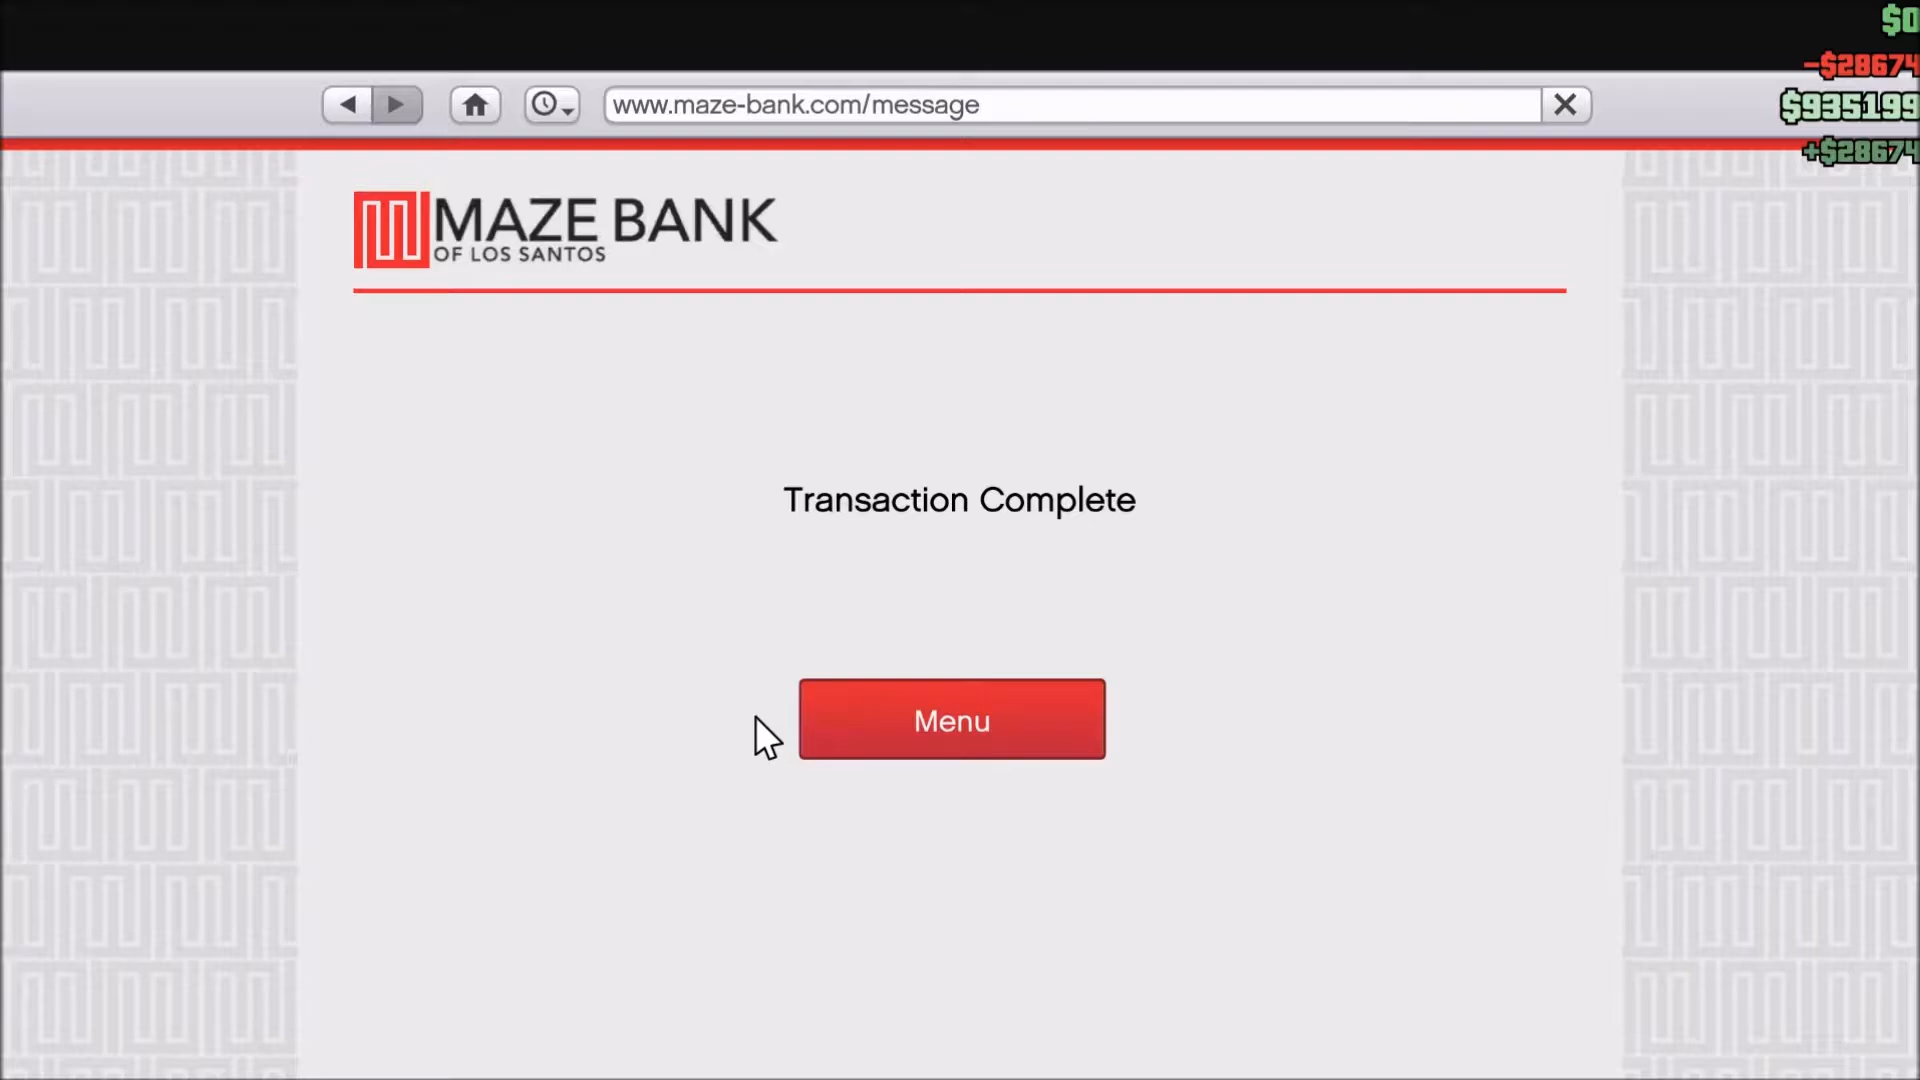 $0
-$28674
www.maze-bank.com/message
$935199
+$28674
MAZE BANK
OF LOS SANTOS
Transaction Complete
Menu